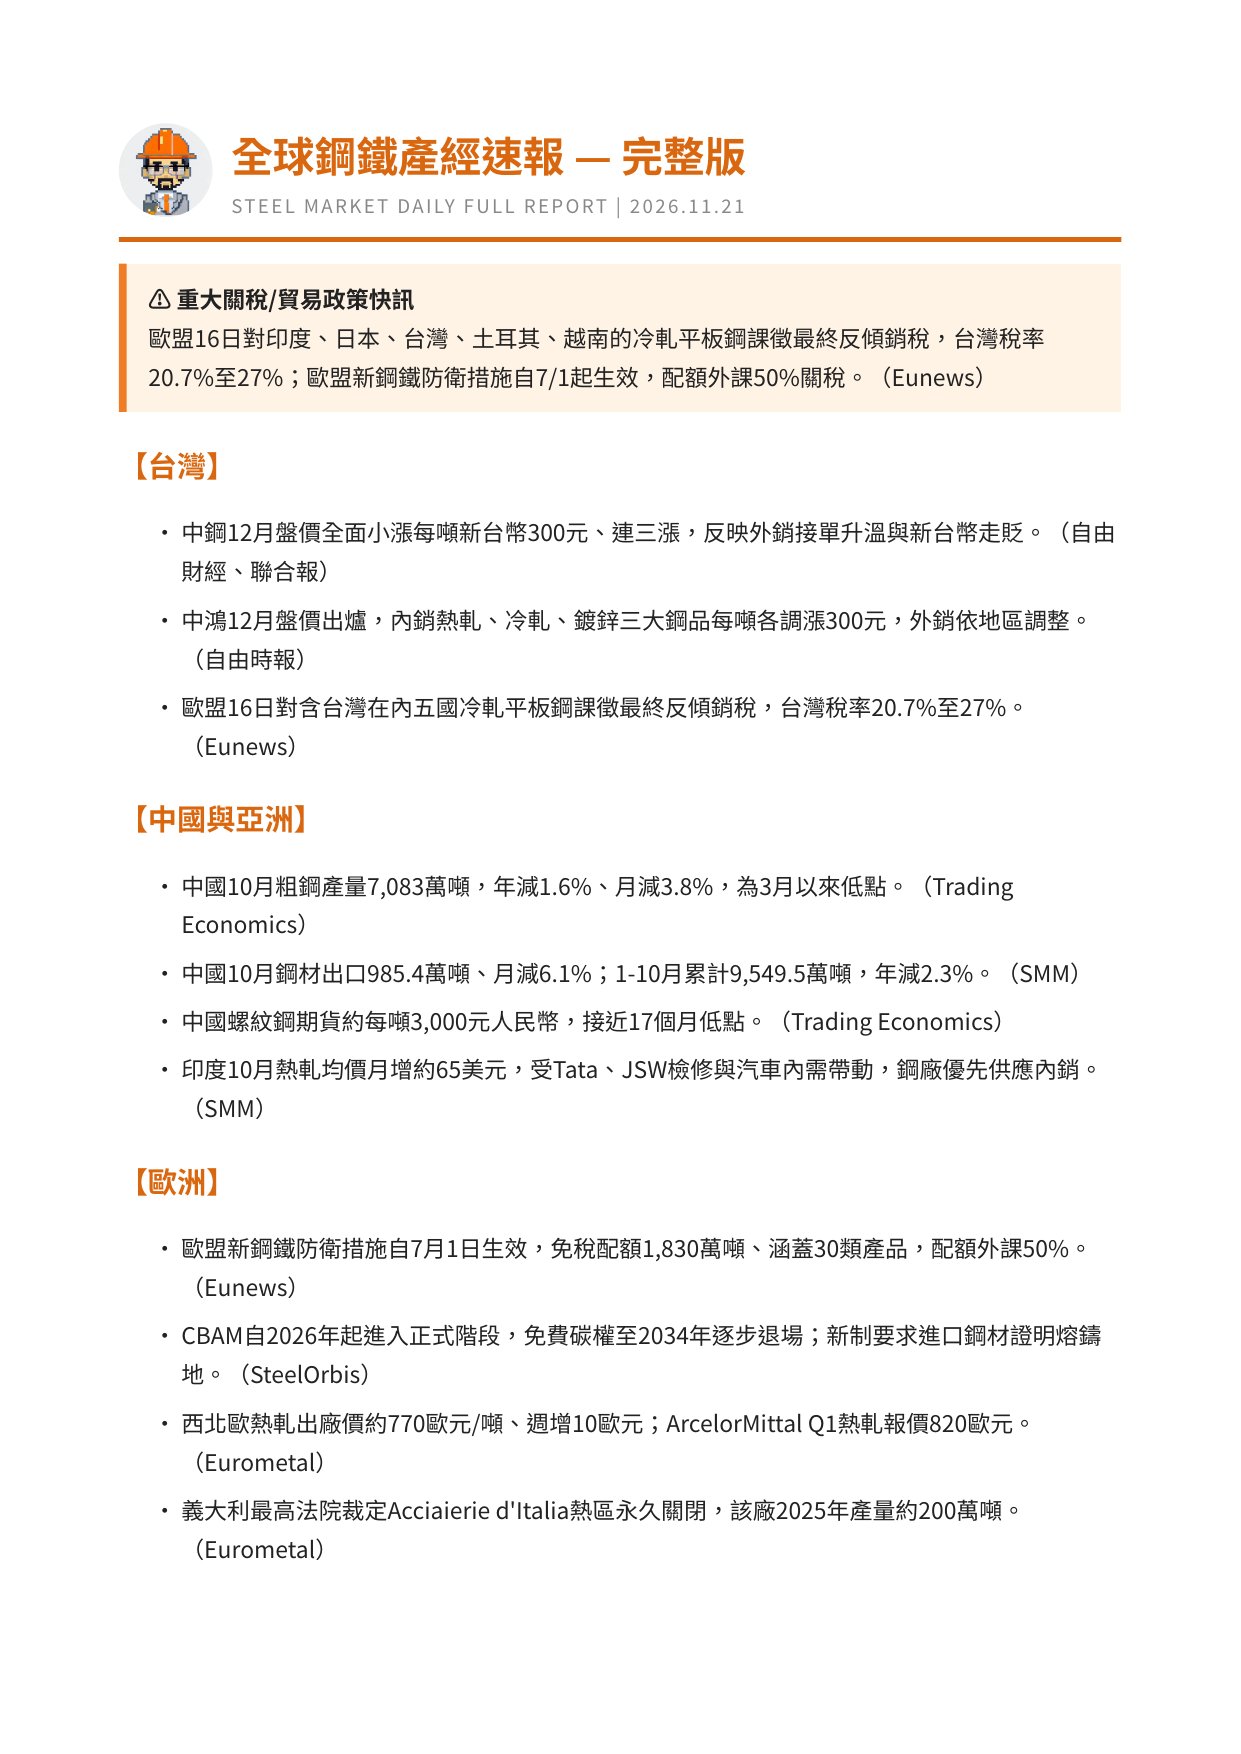 全球鋼鐵產經速報 — 完整版
STEEL MARKET DAILY FULL REPORT | 2026.11.21
⚠ 重大關稅/貿易政策快訊
歐盟16日對印度、日本、台灣、土耳其、越南的冷軋平板鋼課徵最終反傾銷稅，台灣稅率
20.7%至27%；歐盟新鋼鐵防衛措施自7/1起生效，配額外課50%關稅。（Eunews）
【台灣】
・中鋼12月盤價全面小漲每噸新台幣300元、連三漲，反映外銷接單升溫與新台幣走貶。（自由
財經、聯合報）
・中鴻12月盤價出爐，內銷熱軋、冷軋、鍍鋅三大鋼品每噸各調漲300元，外銷依地區調整。
（自由時報）
・歐盟16日對含台灣在內五國冷軋平板鋼課徵最終反傾銷稅，台灣稅率20.7%至27%。
（Eunews）
【中國與亞洲】
・中國10月粗鋼產量7,083萬噸，年減1.6%、月減3.8%，為3月以來低點。（Trading
Economics）
・中國10月鋼材出口985.4萬噸、月減6.1%；1-10月累計9,549.5萬噸，年減2.3%。（SMM）
・中國螺紋鋼期貨約每噸3,000元人民幣，接近17個月低點。（Trading Economics）
・印度10月熱軋均價月增約65美元，受Tata、JSW檢修與汽車內需帶動，鋼廠優先供應內銷。
（SMM）
【歐洲】
・歐盟新鋼鐵防衛措施自7月1日生效，免稅配額1,830萬噸、涵蓋30類產品，配額外課50%。
（Eunews）
・CBAM自2026年起進入正式階段，免費碳權至2034年逐步退場；新制要求進口鋼材證明熔鑄
地。（SteelOrbis）
・西北歐熱軋出廠價約770歐元/噸、週增10歐元；ArcelorMittal Q1熱軋報價820歐元。
（Eurometal）
・義大利最高法院裁定Acciaierie d'Italia熱區永久關閉，該廠2025年產量約200萬噸。
（Eurometal）